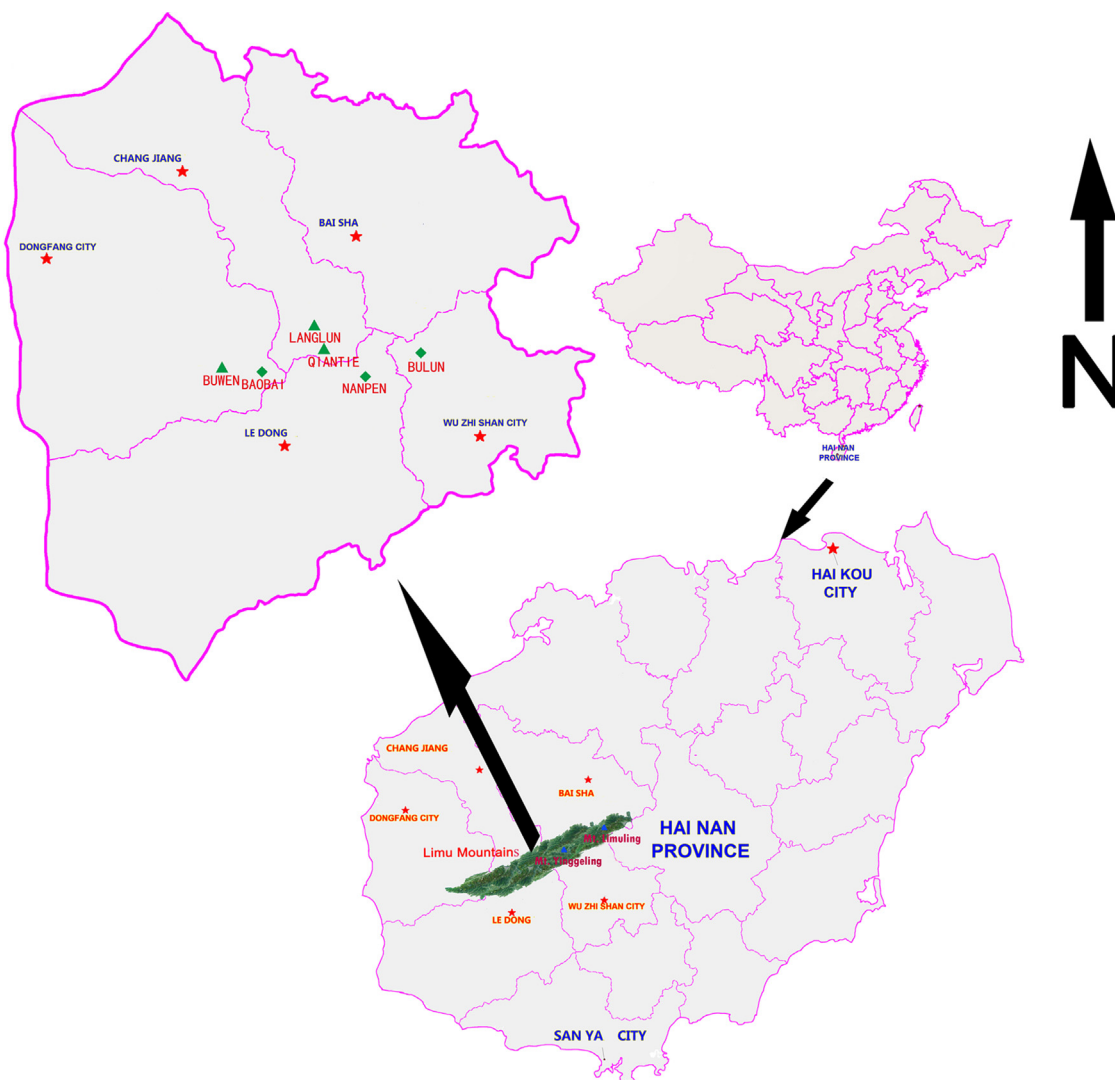 CHANG JIANG
BAI SHA
DONGFANG CITY
LANGLUN
QIANTIE
BULUN
BUWEN
BAOBAI
NANPEN
LE DONG
WU ZHI SHAN CITY
HAI NAN
PROVINCE
N
HAI KOU
CITY
CHANG JIANG
BAI SHA
DONGFANG CITY
HAI NAN
PROVINCE
Mt. Limuling
Limu Mountains
Mt. Yinggeling
WU ZHI SHAN CITY
LE DONG
SAN YA CITY